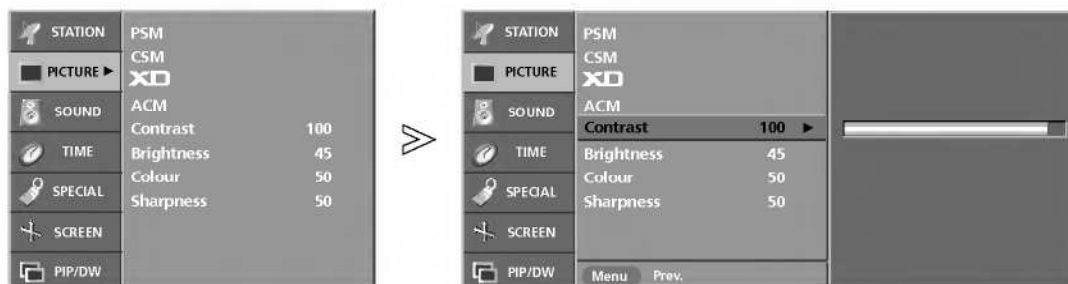 STATION
PICTURE ►
SOUND
TIME
SPECIAL
SCREEN
PIP/DW
PSM
CSM
XD
ACM
Contrast 100
Brightness 45
Colour 50
Sharpness 50
STATION
PICTURE
SOUND
TIME
SPECIAL
SCREEN
PIP/DW
PSM
CSM
XD
ACM
Contrast 100 ►
Brightness 45
Colour 50
Sharpness 50
Menu Prev.